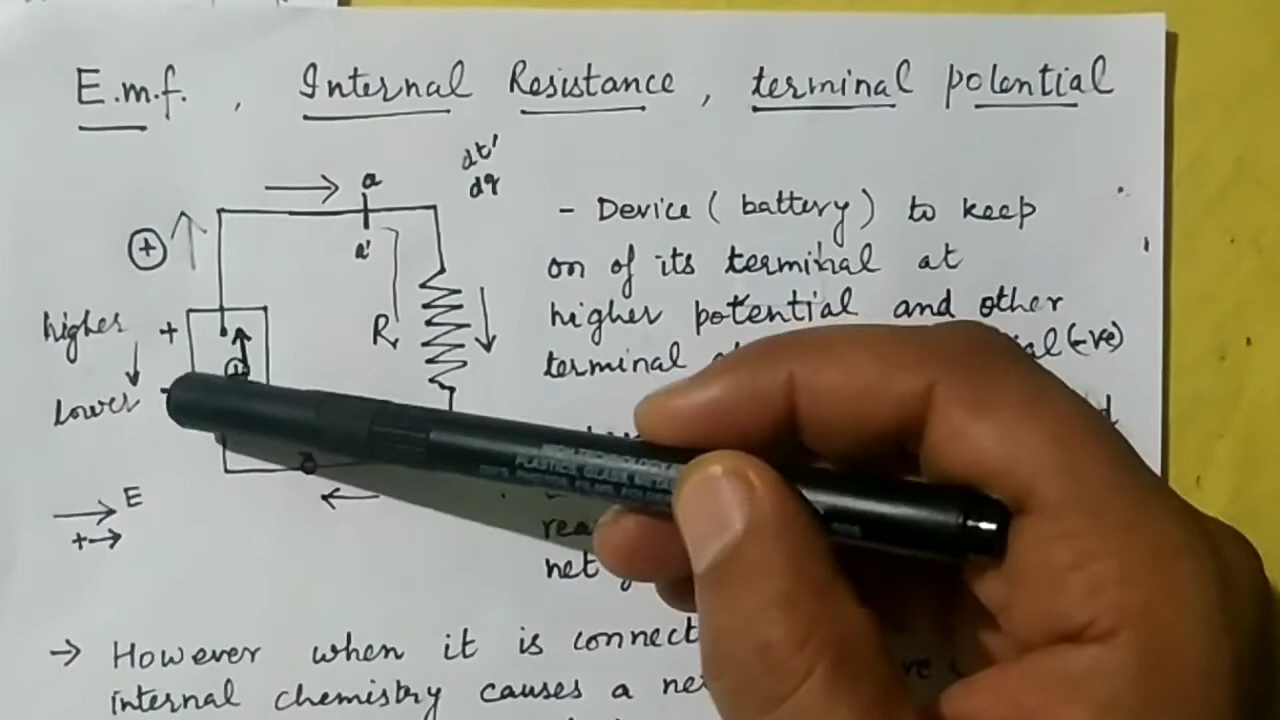 E.m.f. , Internal Resistance , terminal potential
dt'
dq
a
a'
+
R
higher
+
lower
E
+
- Device ( battery ) to keep
on of its terminal at
higher potential and other
terminal (-ve)
rea
net
→ However when it is connect
internal chemistry causes a ne